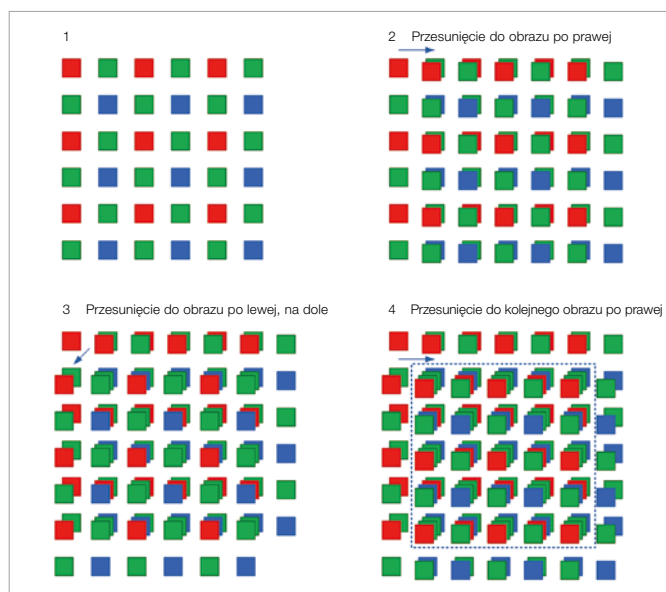 1
2 Przesunięcie do obrazu po prawej
3 Przesunięcie do obrazu po lewej, na dole
4 Przesunięcie do kolejnego obrazu po prawej